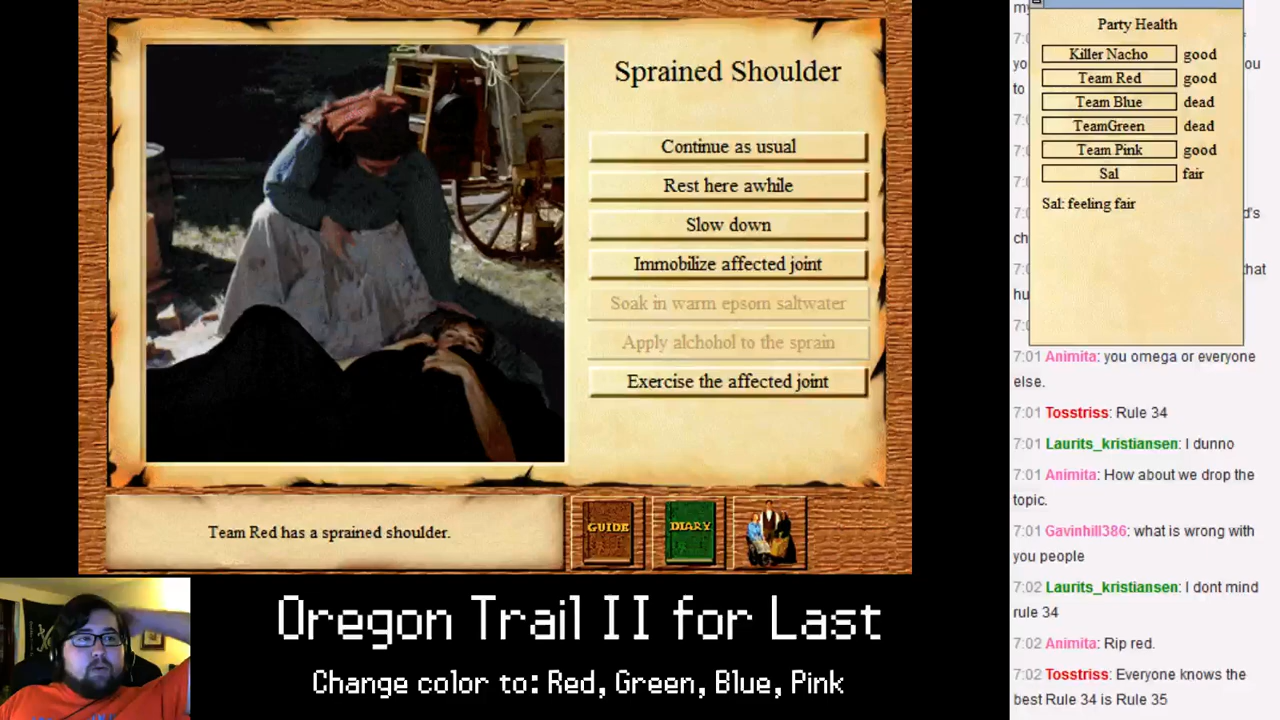 Sprained Shoulder
Continue as usual
Rest here awhile
Slow down
Immobilize affected joint
Soak in warm epsom saltwater
Apply alchohol to the sprain
Exercise the affected joint
Team Red has a sprained shoulder.
GUIDE
DIARY
Oregon Trail II for Last
Change color to: Red, Green, Blue, Pink
Party Health
Killer Nacho good
Team Red good
Team Blue dead
TeamGreen dead
Team Pink good
Sal fair
Sal: feeling fair
7:01 Animita: you omega or everyone
else.
7:01 Tosstriss: Rule 34
7:01 Laurits_kristiansen: I dunno
7:01 Animita: How about we drop the
topic.
7:01 Gavinhill386: what is wrong with
you people
7:02 Laurits_kristiansen: I dont mind
rule 34
7:02 Animita: Rip red.
7:02 Tosstriss: Everyone knows the
best Rule 34 is Rule 35